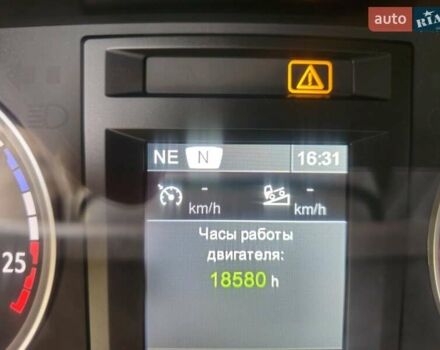 auto RIA
NE N 16:31
- -
km/h km/h
Часы работы
двигателя:
18580 h
25